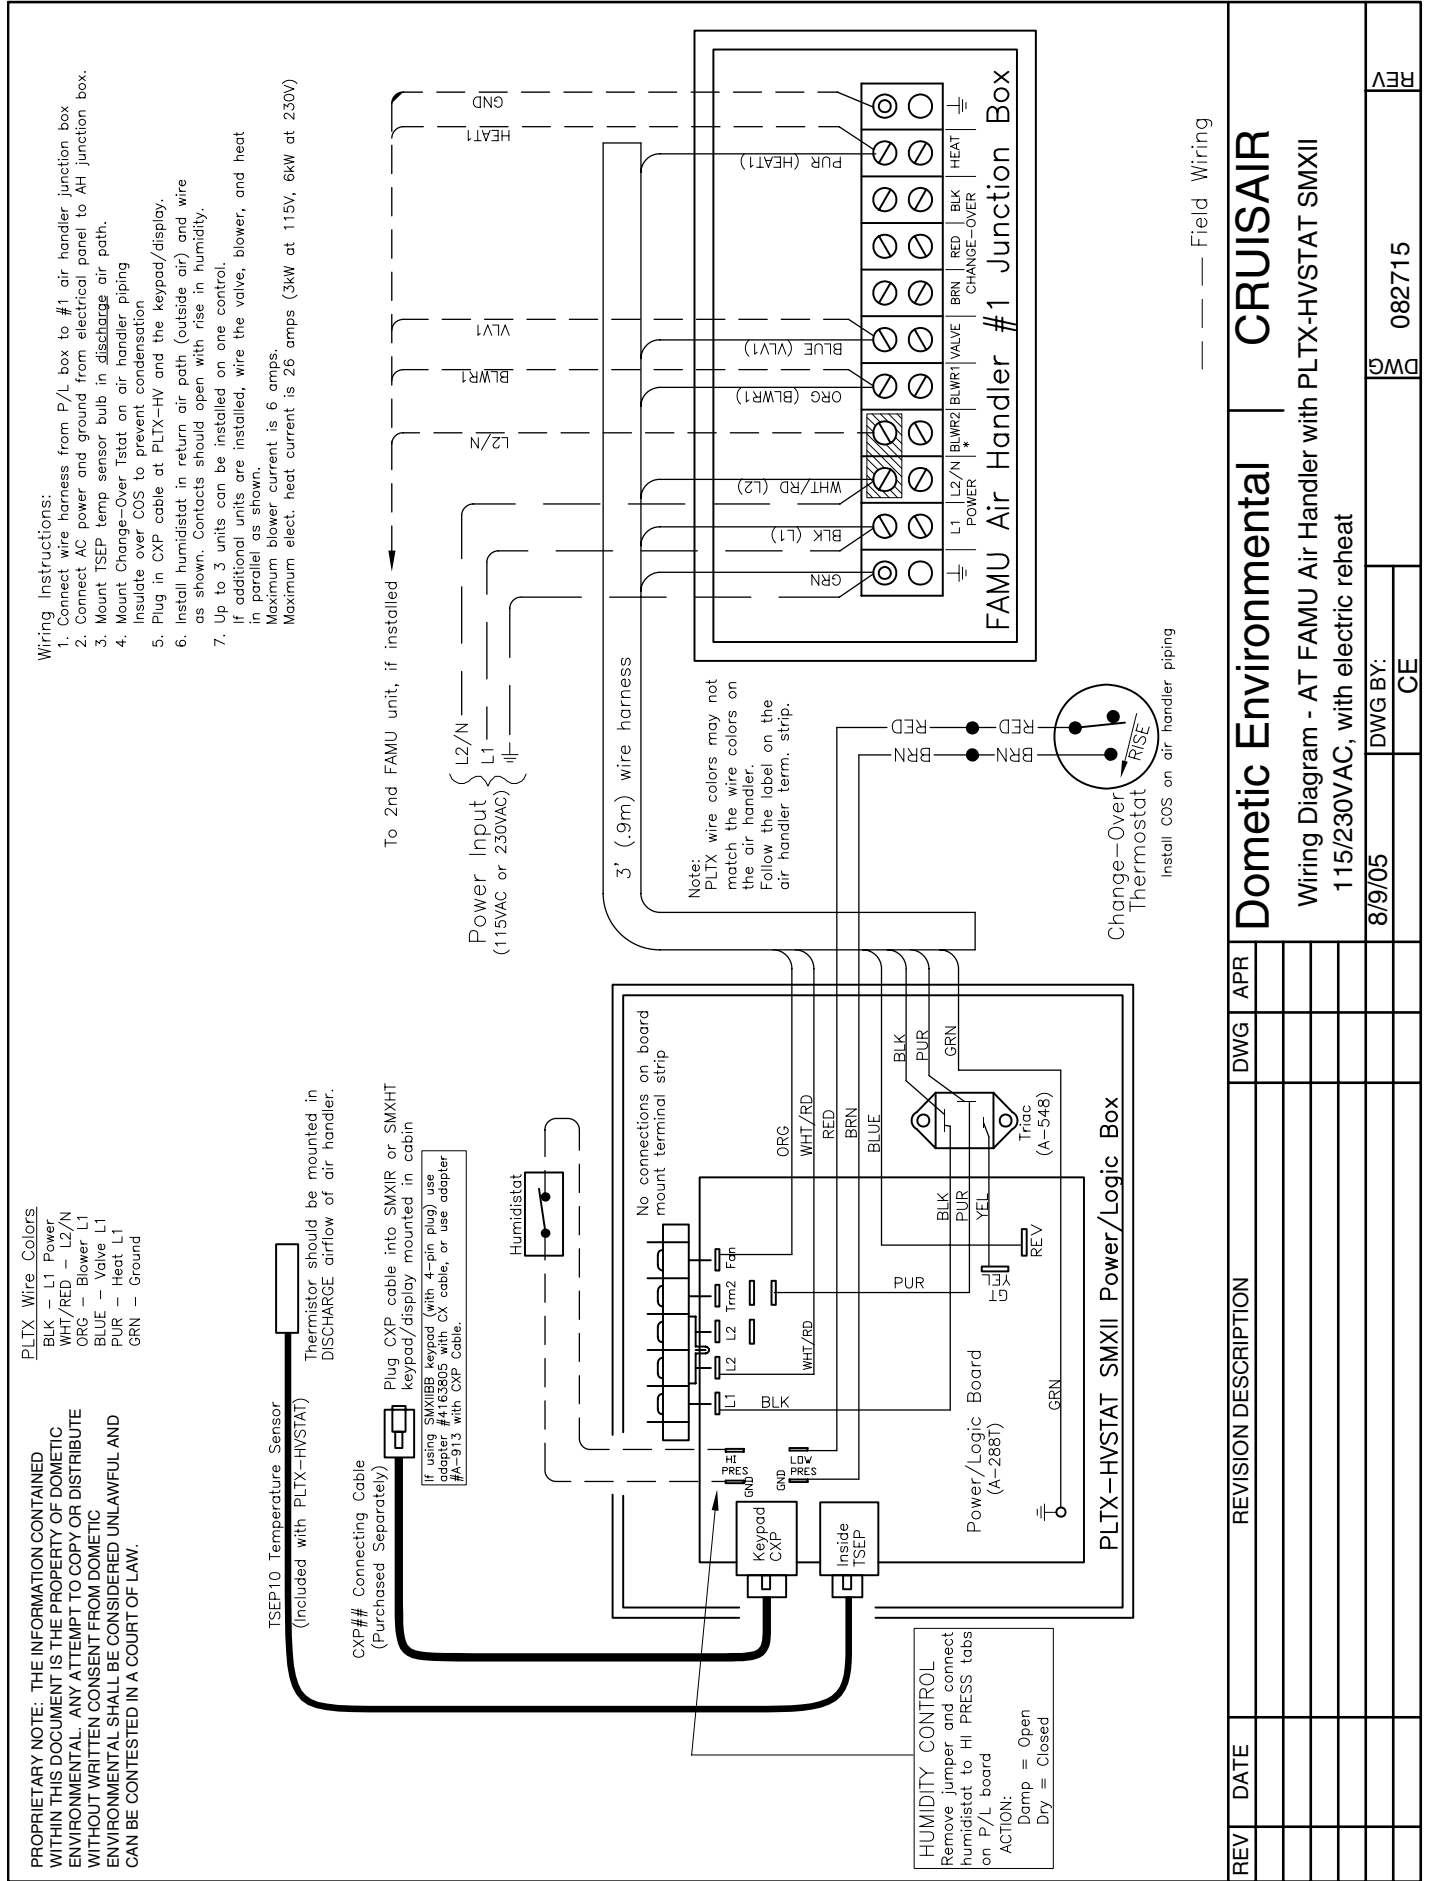 PROPRIETARY NOTE: THE INFORMATION CONTAINED
WITHIN THIS DOCUMENT IS THE PROPERTY OF DOMETIC
ENVIRONMENTAL. ANY ATTEMPT TO COPY OR DISTRIBUTE
WITHOUT WRITTEN CONSENT FROM DOMETIC
ENVIRONMENTAL SHALL BE CONSIDERED UNLAWFUL AND
CAN BE CONTESTED IN A COURT OF LAW.
PLTX Wire Colors
BLK – L1 Power
WHT/RED – L2/N
ORG – Blower L1
BLUE – Valve L1
PUR – Heat L1
GRN – Ground
Wiring Instructions:
1. Connect wire harness from P/L box to #1 air handler junction box
2. Connect AC power and ground from electrical panel to AH junction box.
3. Mount TSEP temp sensor bulb in discharge air path.
4. Mount Change-Over Tstat on air handler piping
Insulate over COS to prevent condensation
5. Plug in CXP cable at PLTX-HV and the keypad/display.
6. Install humidistat in return air path (outside air) and wire
as shown. Contacts should open with rise in humidity.
7. Up to 3 units can be installed on one control.
If additional units are installed, wire the valve, blower, and heat
in parallel as shown.
Maximum blower current is 6 amps.
Maximum elect. heat current is 26 amps (3kW at 115V, 6kW at 230V)
TSEP10 Temperature Sensor
(Included with PLTX-HVSTAT)
Thermistor should be mounted in
DISCHARGE airflow of air handler.
CXP## Connecting Cable
(Purchased Separately)
Plug CXP cable into SMXIR or SMXHT
keypad/display mounted in cabin
If using SMXIIBB keypad (with 4-pin plug) use
adapter #4163805 with CX cable, or use adapter
#A-913 with CXP Cable.
Humidistat
To 2nd FAMU unit, if installed
L2/N
L1
Power Input
(115VAC or 230VAC)
3' (.9m) wire harness
GND
HEAT1
VLV1
BLWR1
L2/N
PUR (HEAT1)
BLUE (VLV1)
ORG (BLWR1)
WHT/RD (L2)
BLK (L1)
GRN
L1
L2/N
POWER
BLWR2
*
BLWR1
VALVE
BRN
RED
BLK
CHANGE-OVER
HEAT
FAMU Air Handler #1 Junction Box
Note:
PLTX wire colors may not
match the wire colors on
the air handler.
Follow the label on the
air handler term. strip.
RED
RED
BRN
BRN
RISE
Change-Over
Thermostat
Install COS on air handler piping
— — — Field Wiring
No connections on board
mount terminal strip
L1
L2
L2
Trm2
Fan
BLK
WHT/RD
PUR
HI
PRES
GND
LOW
PRES
GND
Keypad
CXP
Inside
TSEP
ORG
WHT/RD
RED
BRN
BLUE
BLK
PUR
GRN
BLK
PUR
YEL
GT
YEL
REV
Triac
(A-548)
GRN
Power/Logic Board
(A-288T)
PLTX-HVSTAT SMXII Power/Logic Box
HUMIDITY CONTROL
Remove jumper and connect
humidistat to HI PRESS tabs
on P/L board
ACTION:
Damp = Open
Dry = Closed
REV
DATE
REVISION DESCRIPTION
DWG
APR
Dometic Environmental
CRUISAIR
Wiring Diagram - AT FAMU Air Handler with PLTX-HVSTAT SMXII
115/230VAC, with electric reheat
8/9/05
DWG BY:
CE
DWG
082715
REV